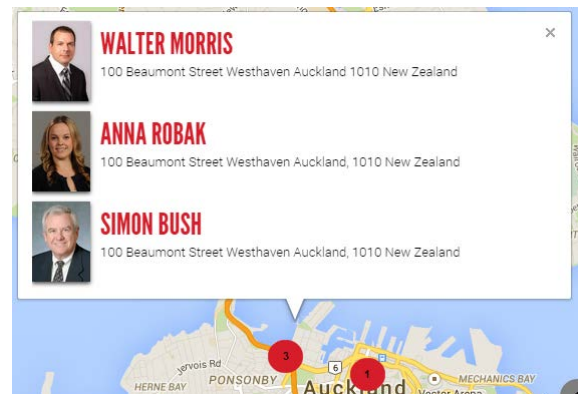 WALTER MORRIS
×
100 Beaumont Street Westhaven Auckland 1010 New Zealand
ANNA ROBAK
100 Beaumont Street Westhaven Auckland, 1010 New Zealand
SIMON BUSH
100 Beaumont Street Westhaven Auckland, 1010 New Zealand
3
Jervois Rd
6
1
HERNE BAY
PONSONBY
Auckland
MECHANICS BAY
Vector Arena